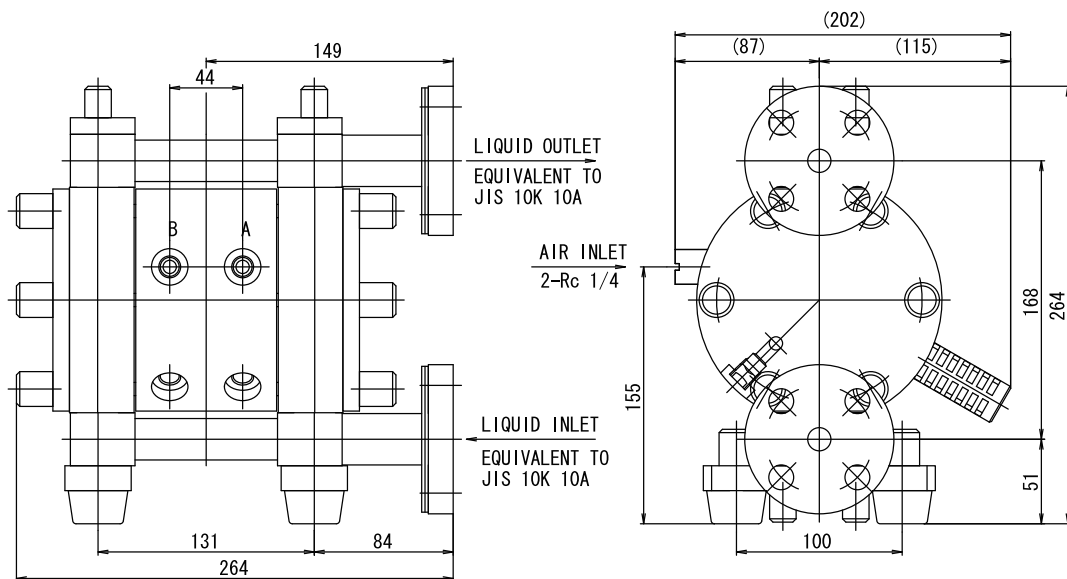 149
44
LIQUID OUTLET
EQUIVALENT TO
JIS 10K 10A
B
A
AIR INLET
2-Rc 1/4
LIQUID INLET
EQUIVALENT TO
JIS 10K 10A
131
84
264
(202)
(87)
(115)
155
168
264
51
100